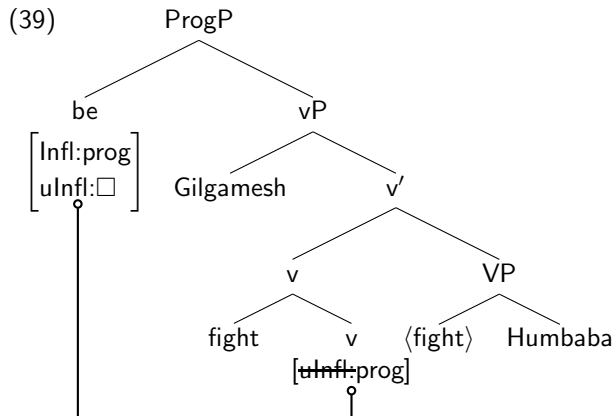 (39) ProgP
be vP
[Infl:prog
uInfl:□]
Gilgamesh v′
v VP
fight v ⟨fight⟩ Humbaba
[uInfl:prog]